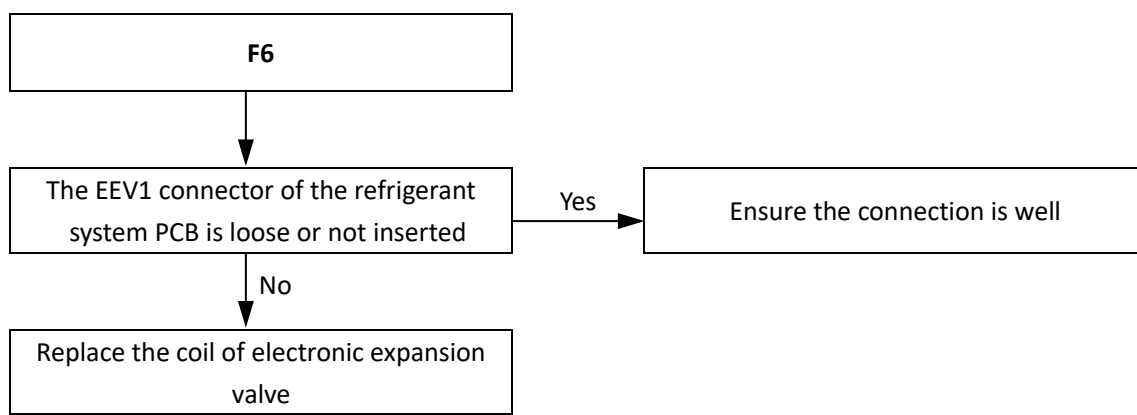 F6
The EEV1 connector of the refrigerant
system PCB is loose or not inserted
Yes
Ensure the connection is well
No
Replace the coil of electronic expansion
valve